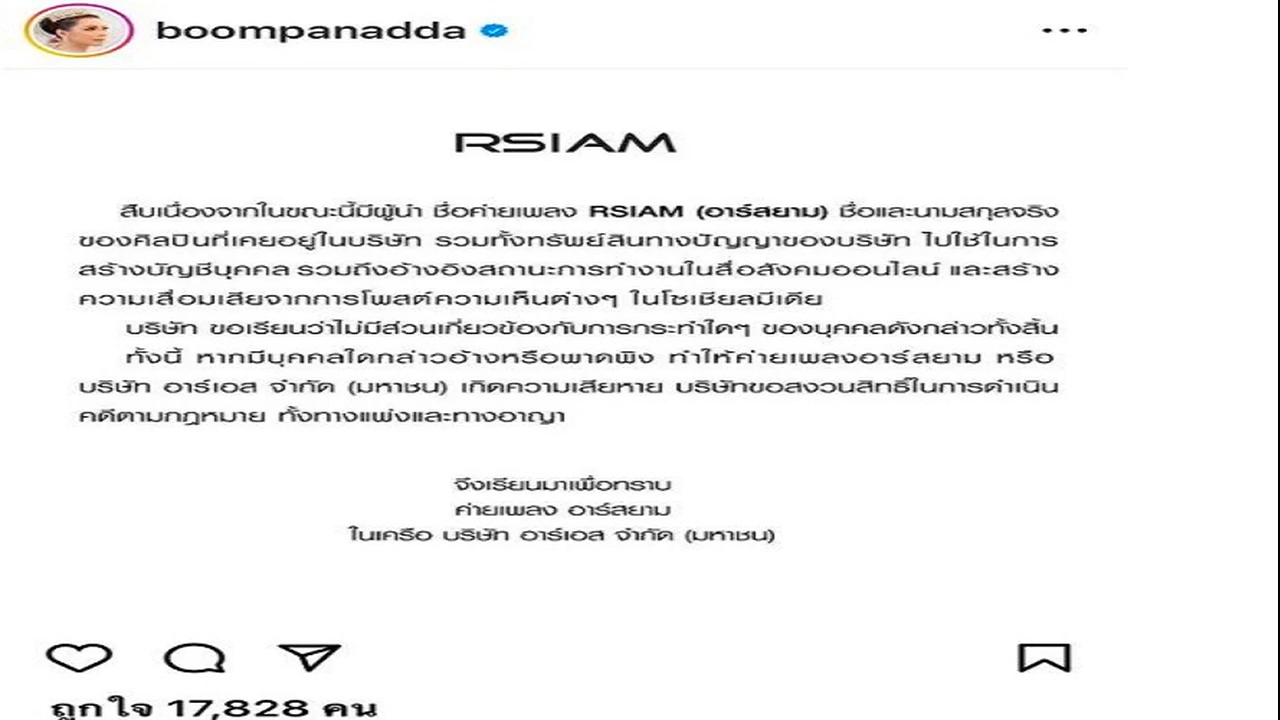 boompanadda
RSIAM
สืบเนื่องจากในขณะนี้มีผู้นำ ชื่อค่ายเพลง RSIAM (อาร์สยาม) ชื่อและนามสกุลจริง
ของศิลปินที่เคยอยู่ในบริษัท รวมทั้งทรัพย์สินทางปัญญาของบริษัท ไปใช้ในการ
สร้างบัญชีบุคคล รวมถึงอ้างอิงสถานะการทำงานในสื่อสังคมออนไลน์ และสร้าง
ความเสื่อมเสียจากการโพสต์ความเห็นต่างๆ ในโซเชียลมีเดีย
บริษัท ขอเรียนว่าไม่มีส่วนเกี่ยวข้องกับการกระทำใดๆ ของบุคคลดังกล่าวทั้งสิ้น
ทั้งนี้ หากมีบุคคลใดกล่าวอ้างหรือพาดพิง ทำให้ค่ายเพลงอาร์สยาม หรือ
บริษัท อาร์เอส จำกัด (มหาชน) เกิดความเสียหาย บริษัทขอสงวนสิทธิ์ในการดำเนิน
คดีตามกฎหมาย ทั้งทางแพ่งและทางอาญา
จึงเรียนมาเพื่อทราบ
ค่ายเพลง อาร์สยาม
ในเครือ บริษัท อาร์เอส จำกัด (มหาชน)
ถูกใจ 17,828 คน